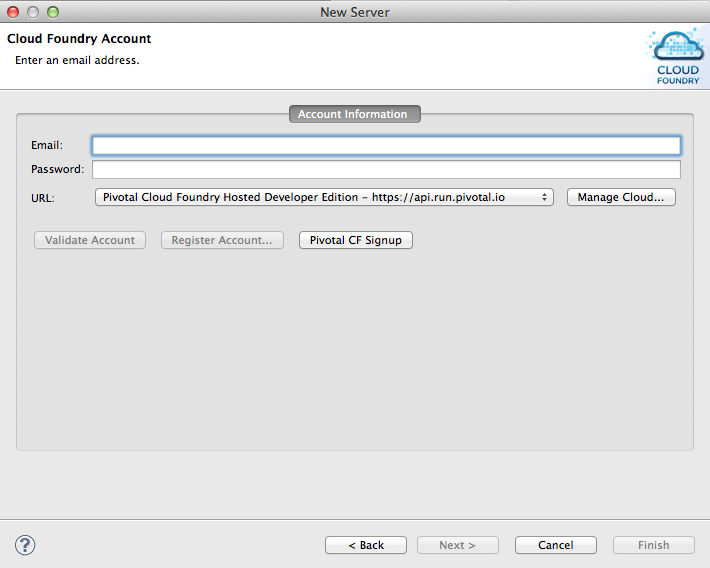 New Server
Cloud Foundry Account
Enter an email address.
CLOUD
FOUNDRY
Account Information
Email:
Password:
URL: Pivotal Cloud Foundry Hosted Developer Edition – https://api.run.pivotal.io Manage Cloud...
Validate Account Register Account... Pivotal CF Signup
? < Back Next > Cancel Finish